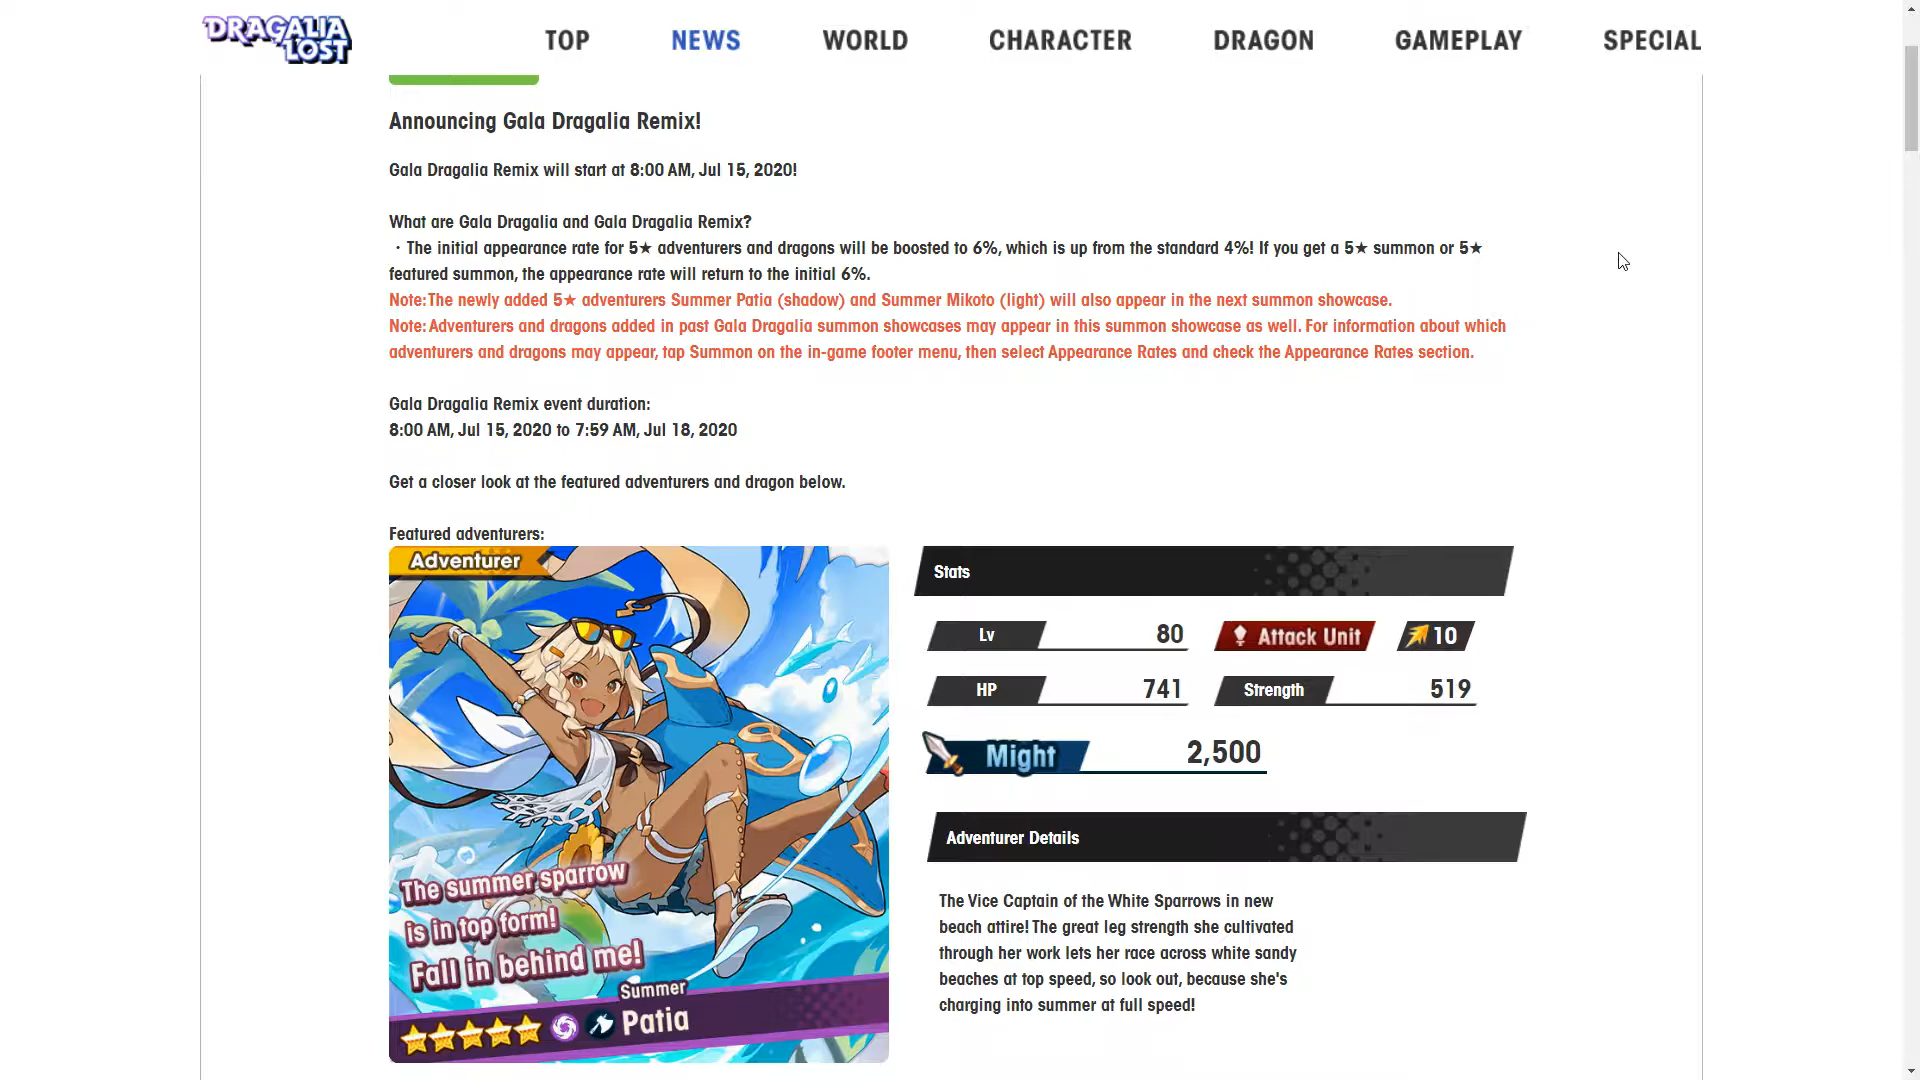 DRAGALIA
LOST
TOP NEWS WORLD CHARACTER DRAGON GAMEPLAY SPECIAL
Announcing Gala Dragalia Remix!
Gala Dragalia Remix will start at 8:00 AM, Jul 15, 2020!
What are Gala Dragalia and Gala Dragalia Remix?
・The initial appearance rate for 5★ adventurers and dragons will be boosted to 6%, which is up from the standard 4%! If you get a 5★ summon or 5★
featured summon, the appearance rate will return to the initial 6%.
Note: The newly added 5★ adventurers Summer Patia (shadow) and Summer Mikoto (light) will also appear in the next summon showcase.
Note: Adventurers and dragons added in past Gala Dragalia summon showcases may appear in this summon showcase as well. For information about which
adventurers and dragons may appear, tap Summon on the in-game footer menu, then select Appearance Rates and check the Appearance Rates section.
Gala Dragalia Remix event duration:
8:00 AM, Jul 15, 2020 to 7:59 AM, Jul 18, 2020
Get a closer look at the featured adventurers and dragon below.
Featured adventurers:
Adventurer
The summer sparrow
is in top form!
Fall in behind me!
Summer
Patia
Stats
Lv 80 Attack Unit 10
HP 741 Strength 519
Might 2,500
Adventurer Details
The Vice Captain of the White Sparrows in new
beach attire! The great leg strength she cultivated
through her work lets her race across white sandy
beaches at top speed, so look out, because she's
charging into summer at full speed!